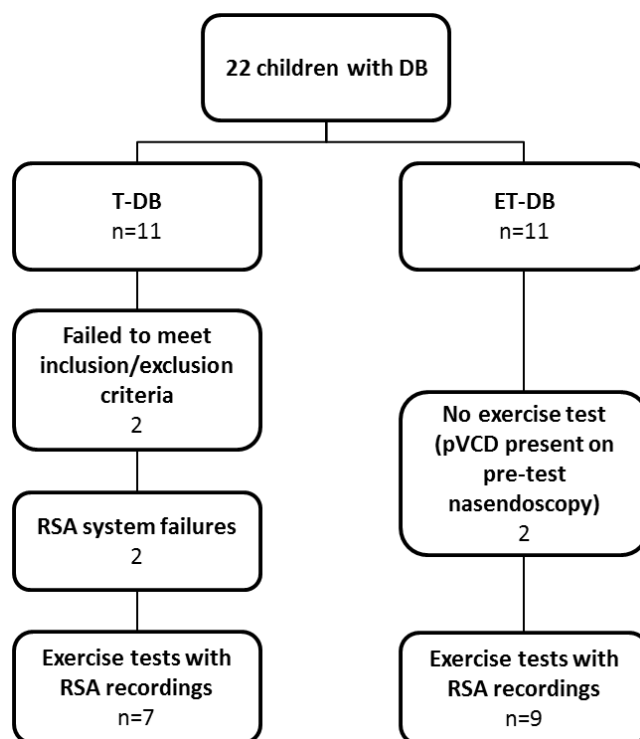 22 children with DB
T-DB
n=11
ET-DB
n=11
Failed to meet
inclusion/exclusion
criteria
2
No exercise test
(pVCD present on
pre-test
nasendoscopy)
2
RSA system failures
2
Exercise tests with
RSA recordings
n=7
Exercise tests with
RSA recordings
n=9